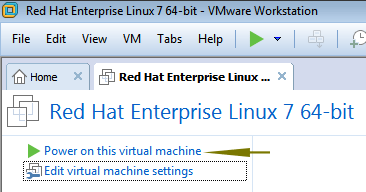 Red Hat Enterprise Linux 7 64-bit - VMware Workstation
File Edit View VM Tabs Help
Home Red Hat Enterprise Linux ...
Red Hat Enterprise Linux 7 64-bit
Power on this virtual machine
Edit virtual machine settings